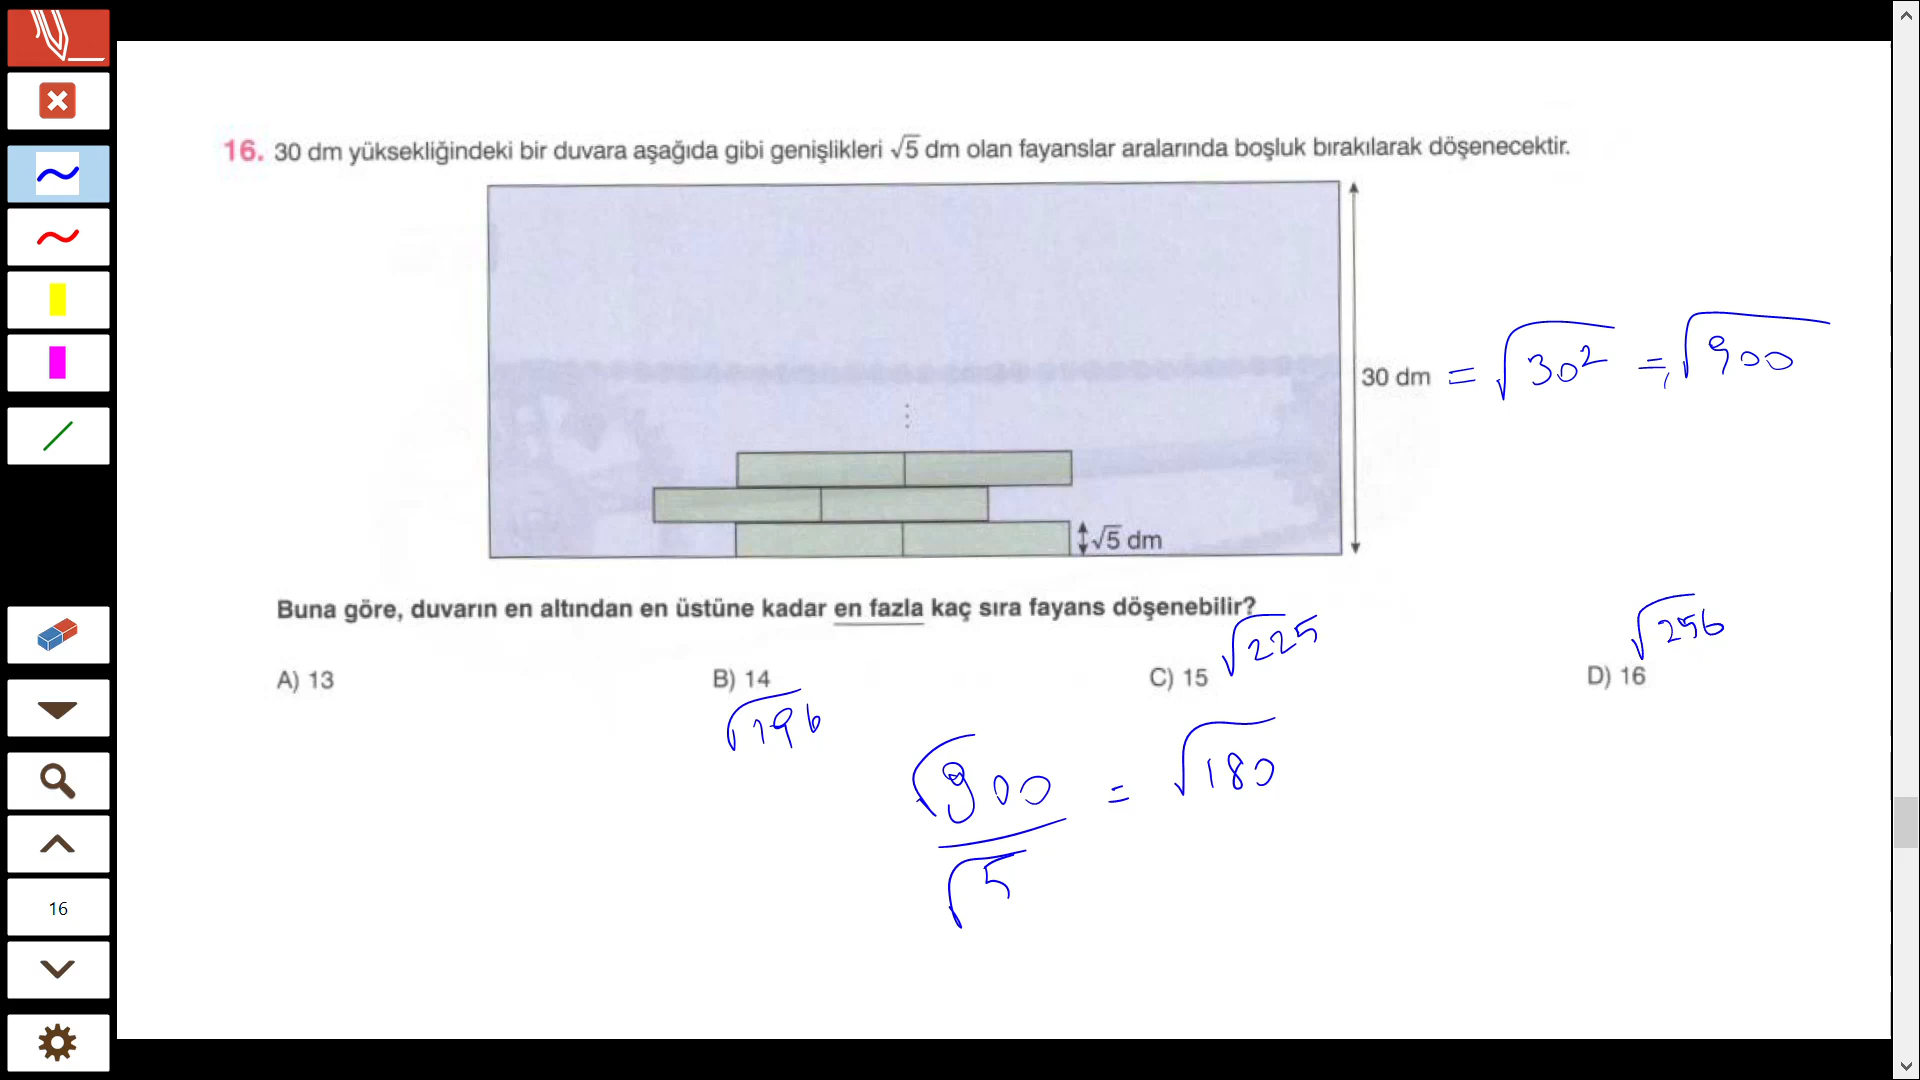 16. 30 dm yüksekliğindeki bir duvara aşağıda gibi genişlikleri √5 dm olan fayanslar aralarında boşluk bırakılarak döşenecektir.
30 dm = √30² = √900
√5 dm
Buna göre, duvarın en altından en üstüne kadar en fazla kaç sıra fayans döşenebilir?
√225
√256
A) 13 B) 14 C) 15 D) 16
√196
√900 / √5 = √180
16